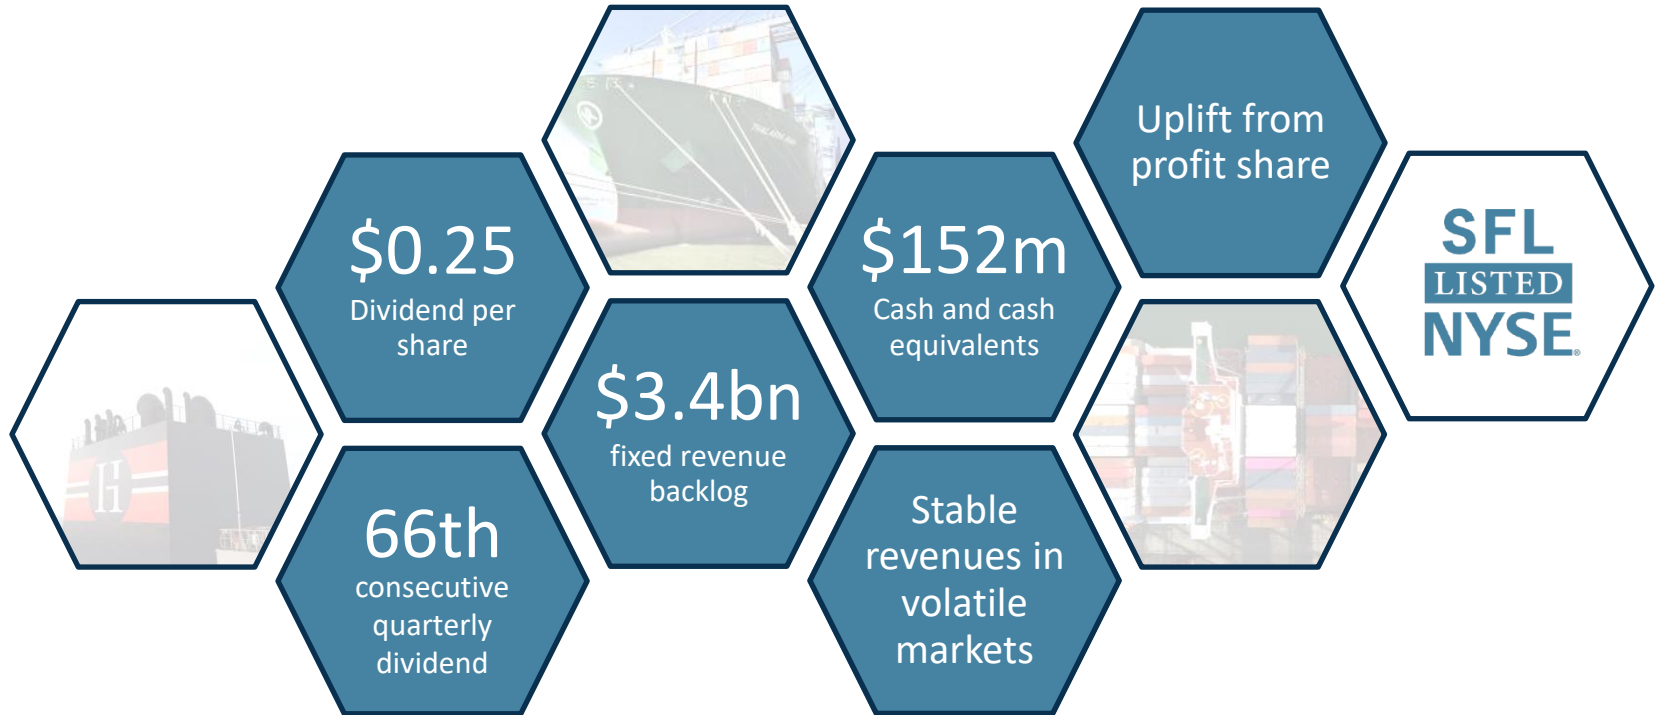 $0.25
Dividend per
share
66th
consecutive
quarterly
dividend
$3.4bn
fixed revenue
backlog
$152m
Cash and cash
equivalents
Stable
revenues in
volatile
markets
Uplift from
profit share
SFL
LISTED
NYSE®
H